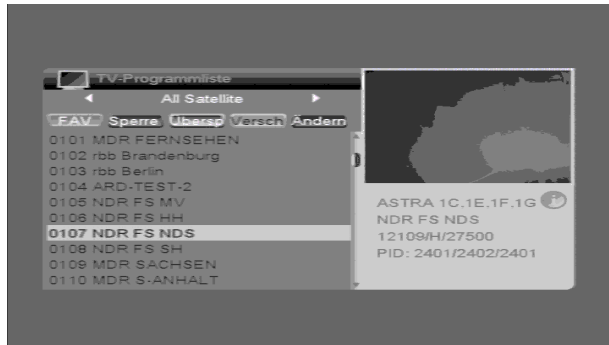 TV-Programmliste
All Satellite
FAV Sperre Übersp Versch Ändern
0101 MDR FERNSEHEN
0102 rbb Brandenburg
0103 rbb Berlin
0104 ARD-TEST-2
0105 NDR FS MV
0106 NDR FS HH
0107 NDR FS NDS
0108 NDR FS SH
0109 MDR SACHSEN
0110 MDR S-ANHALT
ASTRA 1C,1E,1F,1G
NDR FS NDS
12109/H/27500
PID: 2401/2402/2401